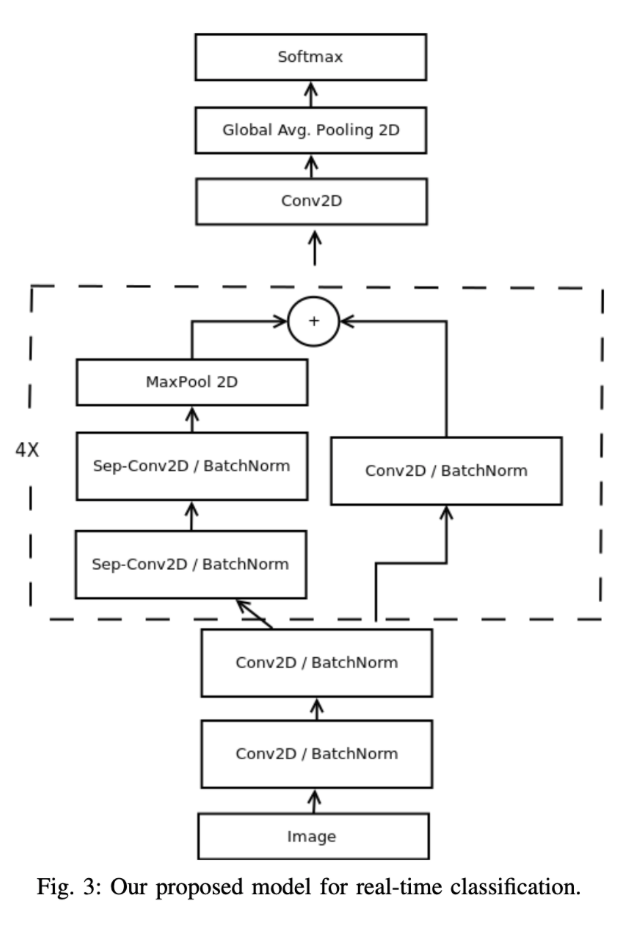 Softmax
Global Avg. Pooling 2D
Conv2D
+
MaxPool 2D
4X
Sep-Conv2D / BatchNorm
Conv2D / BatchNorm
Sep-Conv2D / BatchNorm
Conv2D / BatchNorm
Conv2D / BatchNorm
Image
Fig. 3: Our proposed model for real-time classification.